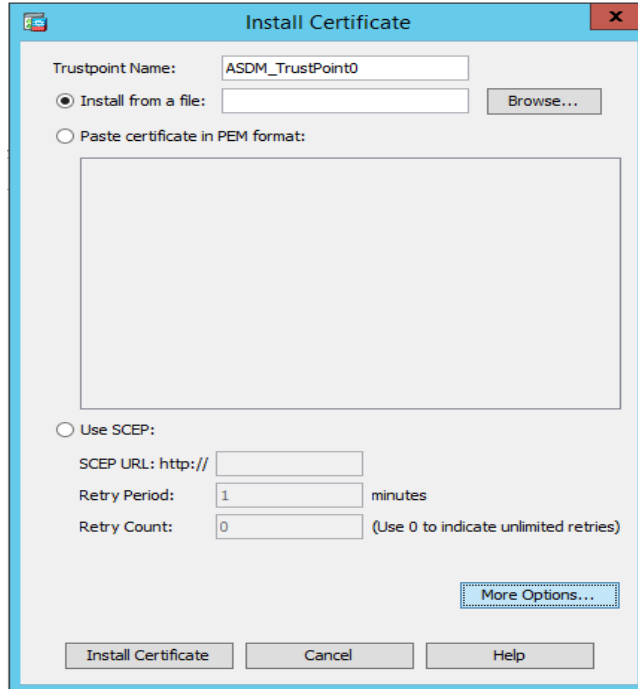 Install Certificate
x
Trustpoint Name: ASDM_TrustPoint0
Install from a file: Browse...
Paste certificate in PEM format:
Use SCEP:
SCEP URL: http://
Retry Period: 1 minutes
Retry Count: 0 (Use 0 to indicate unlimited retries)
More Options...
Install Certificate Cancel Help